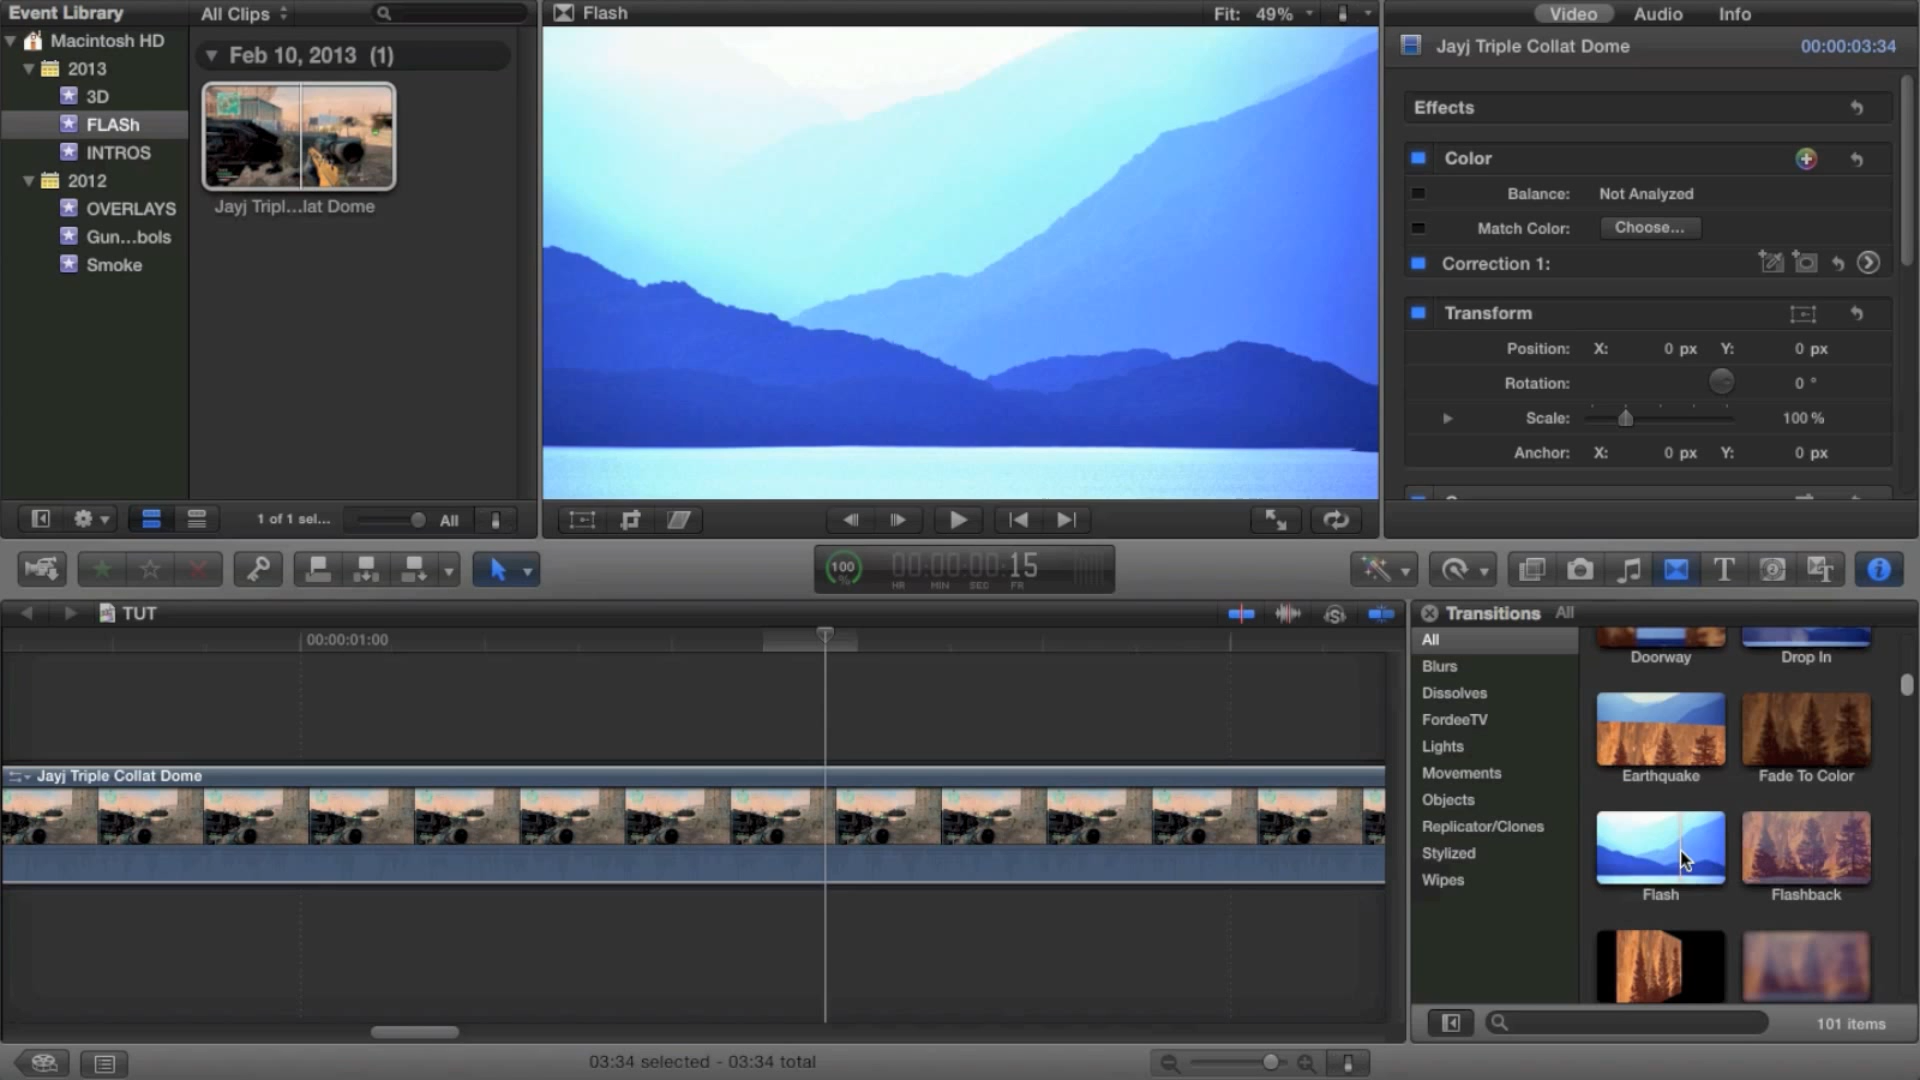 Event Library
All Clips
Macintosh HD
2013
3D
FLASh
INTROS
2012
OVERLAYS
Gun...bols
Smoke
Feb 10, 2013 (1)
Jayj Tripl...lat Dome
1 of 1 sel...
All
Flash
Fit: 49%
Video Audio Info
Jayj Triple Collat Dome 00:00:03:34
Effects
Color
Balance: Not Analyzed
Match Color: Choose...
Correction 1:
Transform
Position: X: 0 px Y: 0 px
Rotation: 0 °
Scale: 100 %
Anchor: X: 0 px Y: 0 px
100 %
00:00:00:15
HR MIN SEC FR
TUT
00:00:01:00
Jayj Triple Collat Dome
03:34 selected - 03:34 total
Transitions All
All
Blurs
Dissolves
FordeeTV
Lights
Movements
Objects
Replicator/Clones
Stylized
Wipes
Doorway Drop In
Earthquake Fade To Color
Flash Flashback
101 items